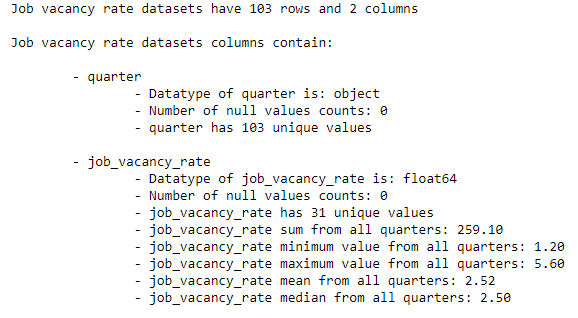 Job vacancy rate datasets have 103 rows and 2 columns
Job vacancy rate datasets columns contain:
- quarter
- Datatype of quarter is: object
- Number of null values counts: 0
- quarter has 103 unique values
- job_vacancy_rate
- Datatype of job_vacancy_rate is: float64
- Number of null values counts: 0
- job_vacancy_rate has 31 unique values
- job_vacancy_rate sum from all quarters: 259.10
- job_vacancy_rate minimum value from all quarters: 1.20
- job_vacancy_rate maximum value from all quarters: 5.60
- job_vacancy_rate mean from all quarters: 2.52
- job_vacancy_rate median from all quarters: 2.50